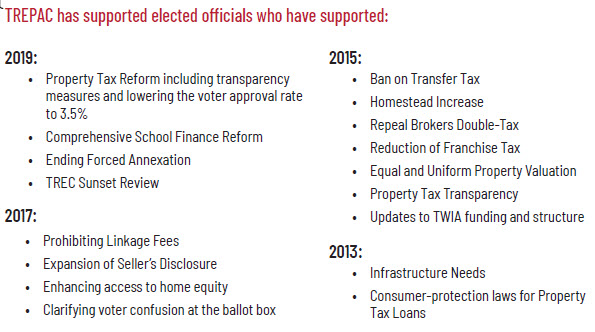 TREPAC has supported elected officials who have supported:
2019:
• Property Tax Reform including transparency
measures and lowering the voter approval rate
to 3.5%
• Comprehensive School Finance Reform
• Ending Forced Annexation
• TREC Sunset Review
2017:
• Prohibiting Linkage Fees
• Expansion of Seller's Disclosure
• Enhancing access to home equity
• Clarifying voter confusion at the ballot box
2015:
• Ban on Transfer Tax
• Homestead Increase
• Repeal Brokers Double-Tax
• Reduction of Franchise Tax
• Equal and Uniform Property Valuation
• Property Tax Transparency
• Updates to TWIA funding and structure
2013:
• Infrastructure Needs
• Consumer-protection laws for Property
Tax Loans